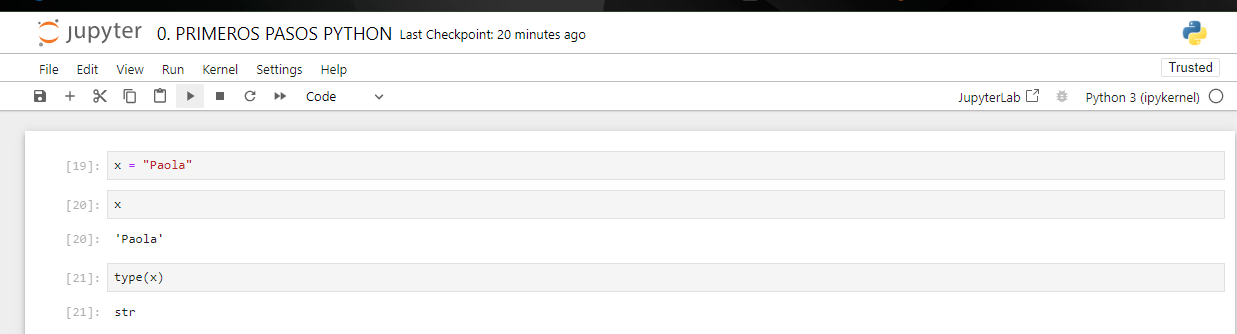 jupyter 0. PRIMEROS PASOS PYTHON Last Checkpoint: 20 minutes ago
File Edit View Run Kernel Settings Help Trusted
Code JupyterLab Python 3 (ipykernel)
[19]: x = "Paola"
[20]: x
[20]: 'Paola'
[21]: type(x)
[21]: str